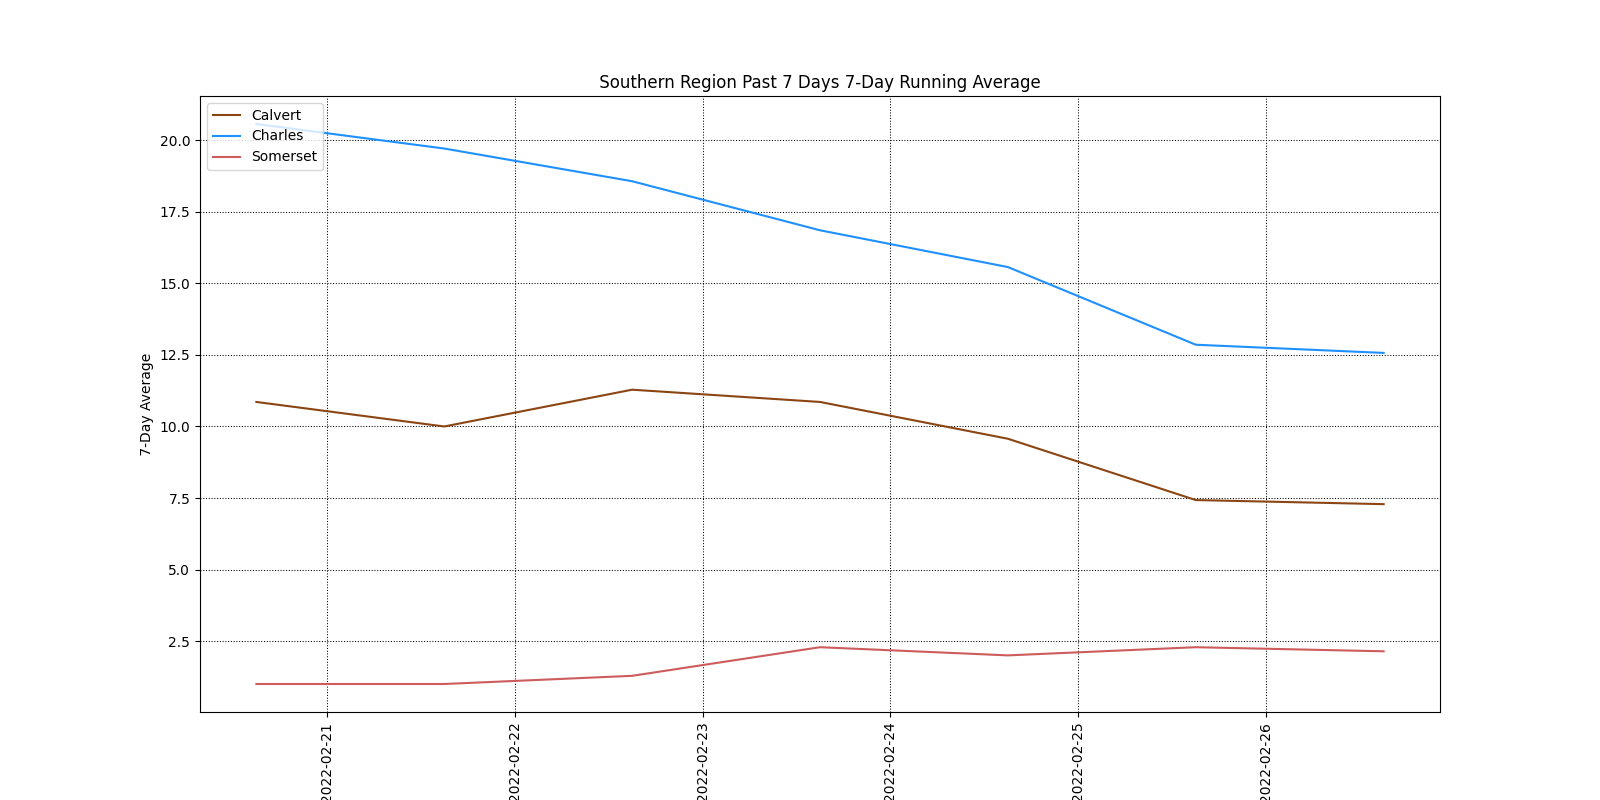 Southern Region Past 7 Days 7-Day Running Average
Calvert
Charles
Somerset
20.0
17.5
15.0
12.5
10.0
7.5
5.0
2.5
7-Day Average
2022-02-21
2022-02-22
2022-02-23
2022-02-24
2022-02-25
2022-02-26